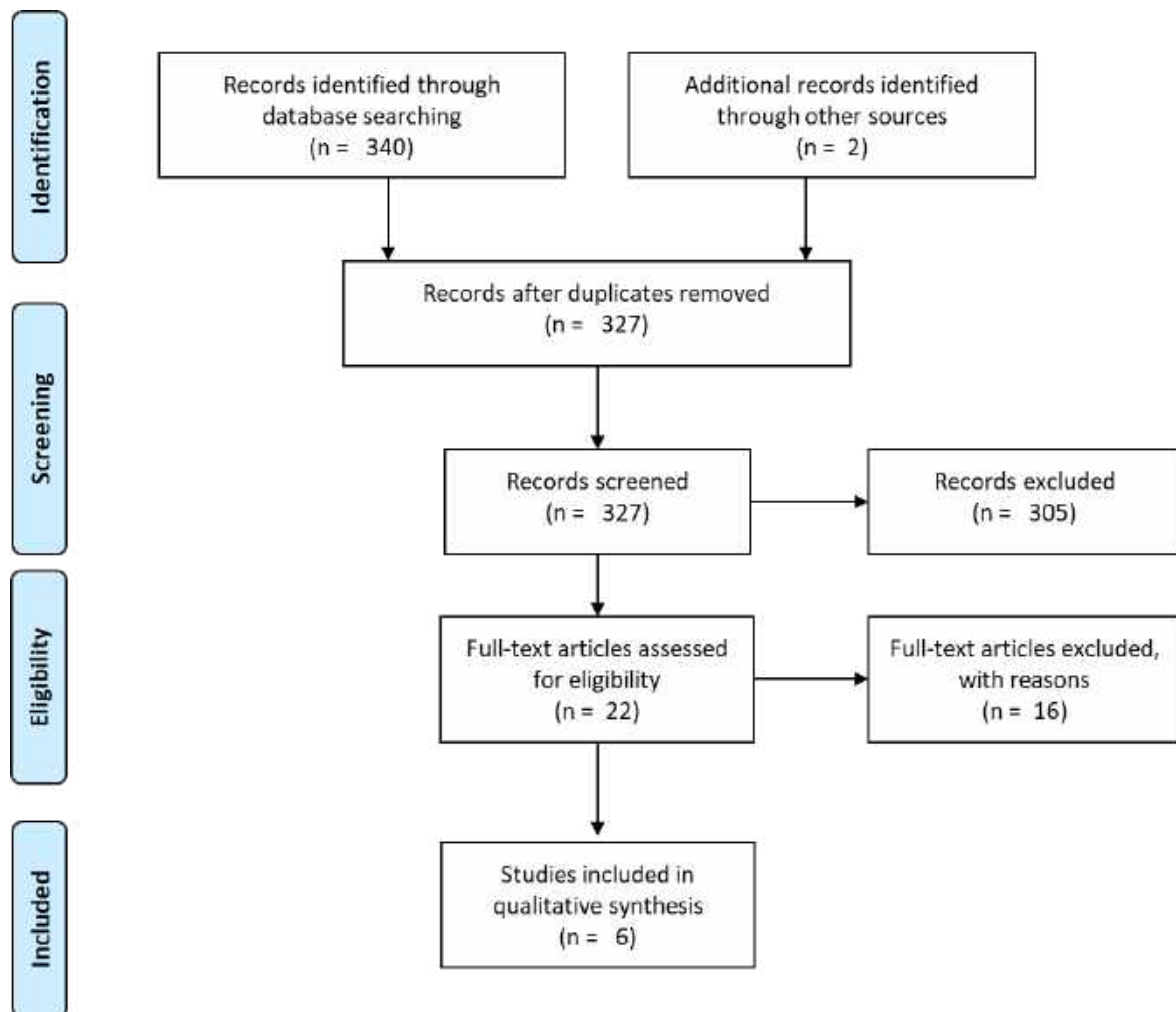 Identification
Records identified through
database searching
(n = 340)
Additional records identified
through other sources
(n = 2)
Records after duplicates removed
(n = 327)
Screening
Records screened
(n = 327)
Records excluded
(n = 305)
Eligibility
Full-text articles assessed
for eligibility
(n = 22)
Full-text articles excluded,
with reasons
(n = 16)
Included
Studies included in
qualitative synthesis
(n = 6)